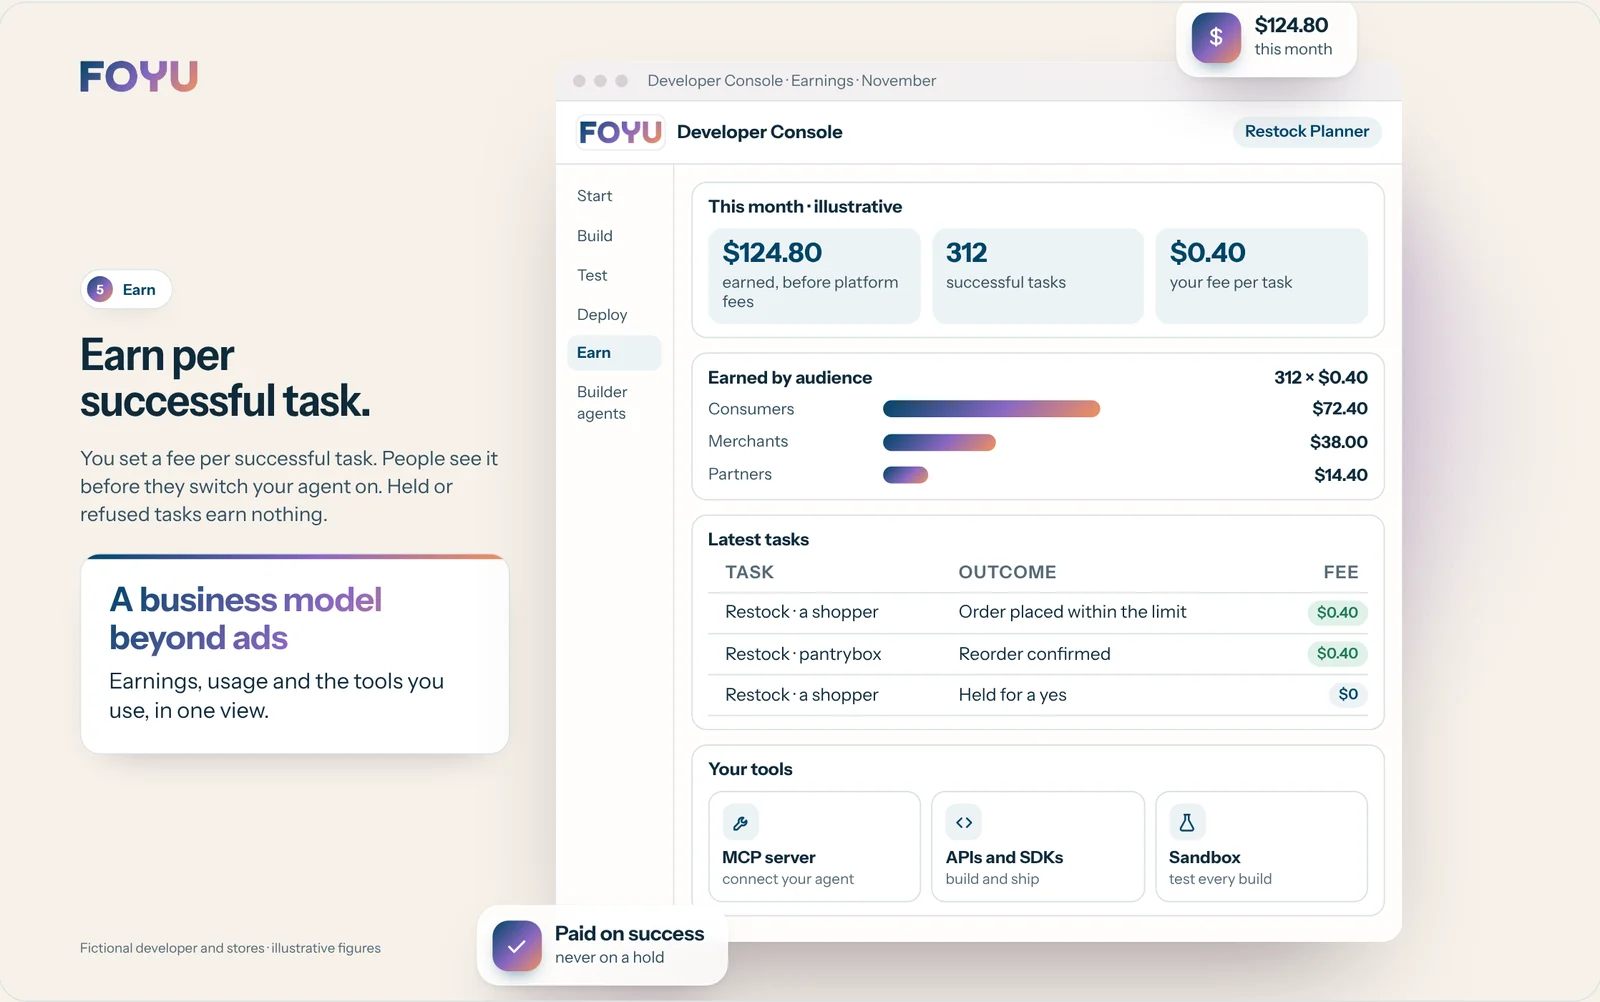 FOYU
5 Earn
Earn per
successful task.
You set a fee per successful task. People see it
before they switch your agent on. Held or
refused tasks earn nothing.
A business model
beyond ads
Earnings, usage and the tools you
use, in one view.
Fictional developer and stores · illustrative figures
$ $124.80
this month
Developer Console · Earnings · November
FOYU Developer Console
Restock Planner
Start
Build
Test
Deploy
Earn
Builder
agents
This month · illustrative
$124.80
earned, before platform
fees
312
successful tasks
$0.40
your fee per task
Earned by audience 312 × $0.40
Consumers $72.40
Merchants $38.00
Partners $14.40
Latest tasks
TASK OUTCOME FEE
Restock · a shopper Order placed within the limit $0.40
Restock · pantrybox Reorder confirmed $0.40
Restock · a shopper Held for a yes $0
Your tools
MCP server
connect your agent
APIs and SDKs
build and ship
Sandbox
test every build
Paid on success
never on a hold